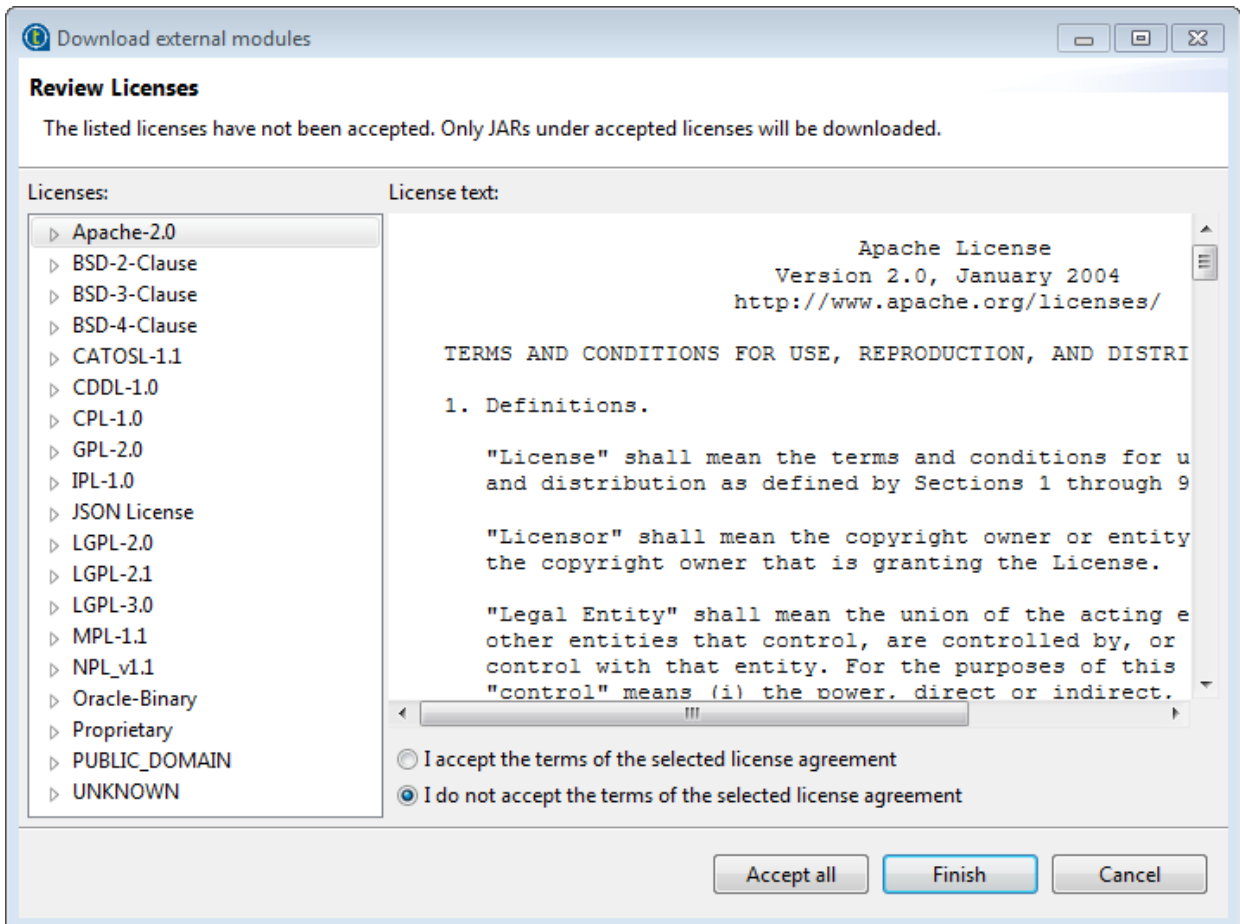 Download external modules
Review Licenses
The listed licenses have not been accepted. Only JARs under accepted licenses will be downloaded.
Licenses:
Apache-2.0
BSD-2-Clause
BSD-3-Clause
BSD-4-Clause
CATOSL-1.1
CDDL-1.0
CPL-1.0
GPL-2.0
IPL-1.0
JSON License
LGPL-2.0
LGPL-2.1
LGPL-3.0
MPL-1.1
NPL_v1.1
Oracle-Binary
Proprietary
PUBLIC_DOMAIN
UNKNOWN
License text:
Apache License
Version 2.0, January 2004
http://www.apache.org/licenses/
TERMS AND CONDITIONS FOR USE, REPRODUCTION, AND DISTRI
1. Definitions.
"License" shall mean the terms and conditions for u
and distribution as defined by Sections 1 through 9
"Licensor" shall mean the copyright owner or entity
the copyright owner that is granting the License.
"Legal Entity" shall mean the union of the acting e
other entities that control, are controlled by, or
control with that entity. For the purposes of this
"control" means (i) the power, direct or indirect,
I accept the terms of the selected license agreement
I do not accept the terms of the selected license agreement
Accept all
Finish
Cancel